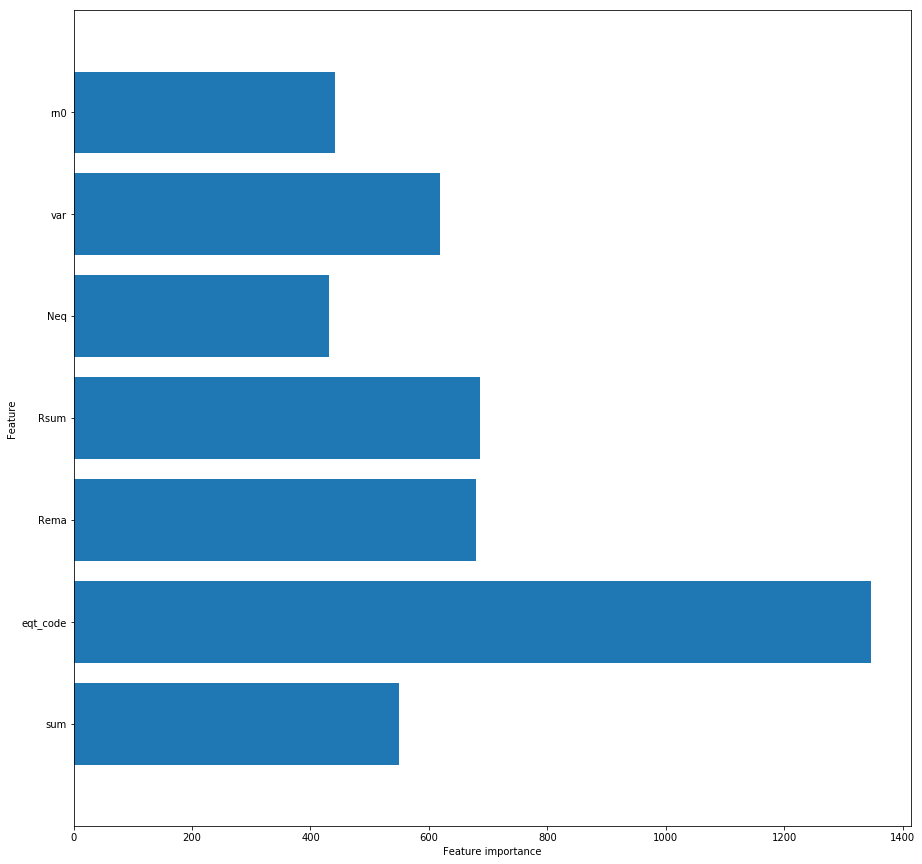 rn0
var
Neq
Rsum
Rema
eqt_code
sum
Feature
0 200 400 600 800 1000 1200 1400
Feature importance